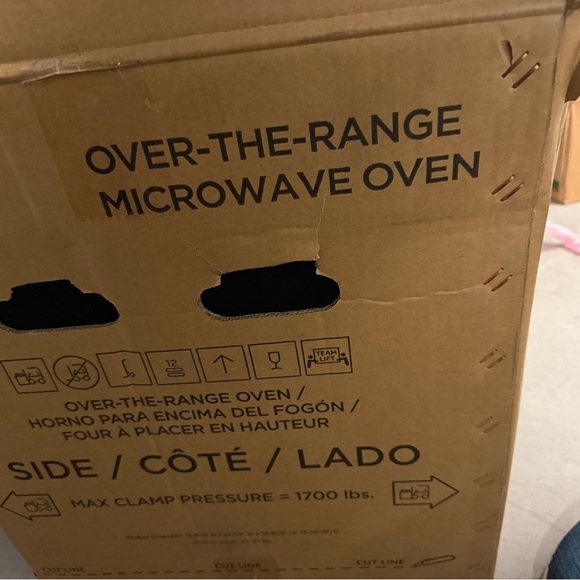 OVER-THE-RANGE
MICROWAVE OVEN
12
TEAM
LIFT
OVER-THE-RANGE OVEN /
HORNO PARA ENCIMA DEL FOGÓN /
FOUR À PLACER EN HAUTEUR
SIDE / CÔTÉ / LADO
MAX CLAMP PRESSURE = 1700 lbs.
CUT LINE CUT LINE CUT LINE